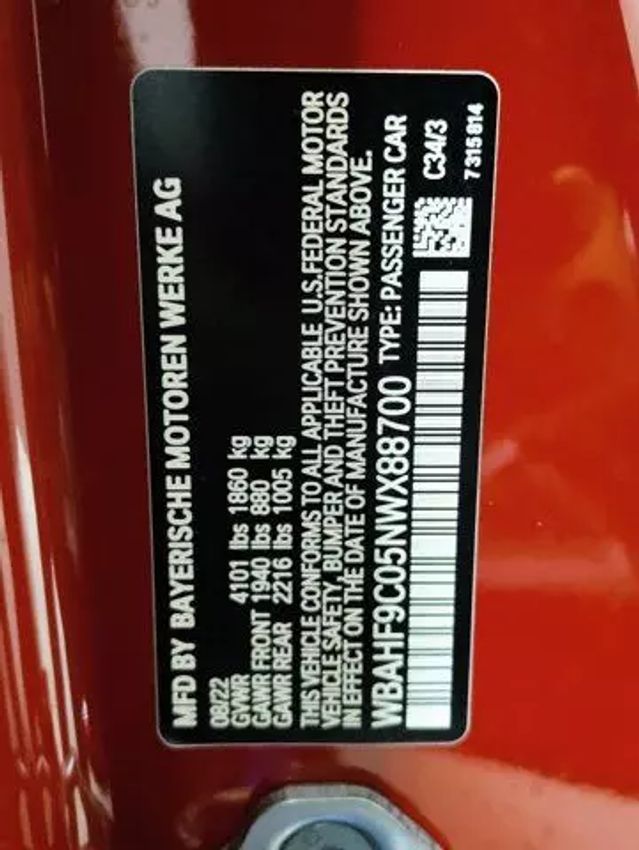 MFD BY BAYERISCHE MOTOREN WERKE AG
08/22
GVWR 4101 lbs 1860 kg
GAWR FRONT 1940 lbs 880 kg
GAWR REAR 2216 lbs 1005 kg
THIS VEHICLE CONFORMS TO ALL APPLICABLE U.S.FEDERAL MOTOR
VEHICLE SAFETY, BUMPER AND THEFT PREVENTION STANDARDS
IN EFFECT ON THE DATE OF MANUFACTURE SHOWN ABOVE.
WBAHF9C05NWX88700 TYPE: PASSENGER CAR
C34/3
7315814